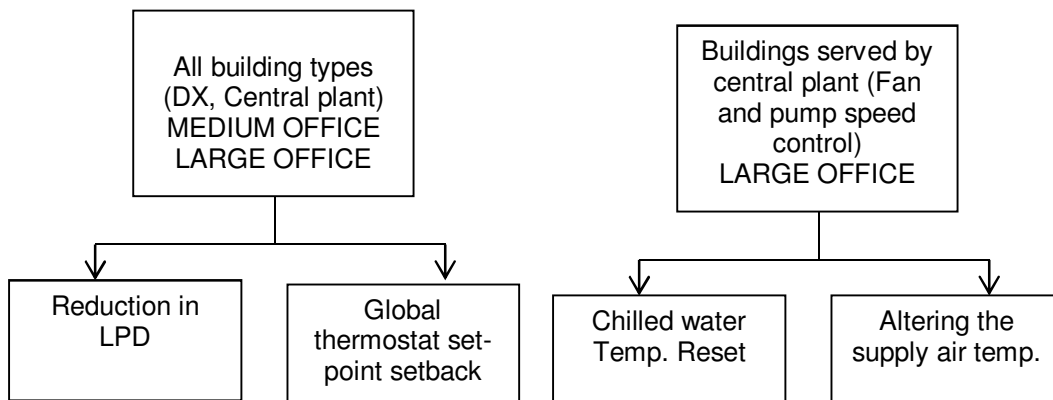 All building types
(DX, Central plant)
MEDIUM OFFICE
LARGE OFFICE
Buildings served by
central plant (Fan
and pump speed
control)
LARGE OFFICE
Reduction in
LPD
Global
thermostat set-
point setback
Chilled water
Temp. Reset
Altering the
supply air temp.